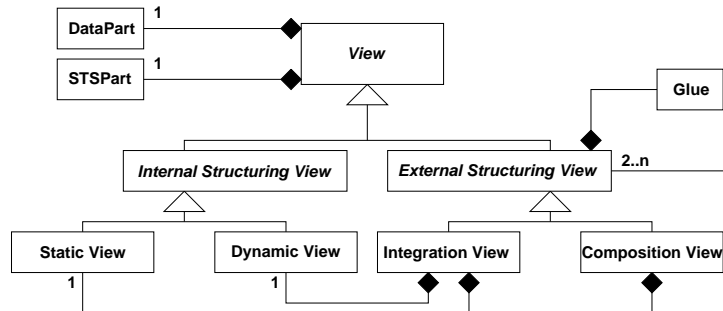 1
DataPart
View
1
STSPart
Glue
Internal Structuring View
External Structuring View
2..n
Static View
Dynamic View
Integration View
Composition View
1
1